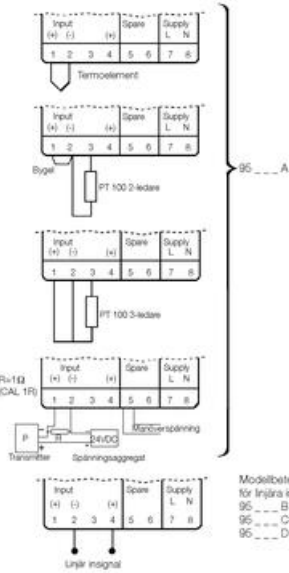 Input Spare Supply
(+) (-) (+) L N
1 2 3 4 5 6 7 8
Termoelement
Input Spare Supply
(+) (-) (+) L N
1 2 3 4 5 6 7 8
Bygel
PT 100 2-ledare
95 _ _ _ A
Input Spare Supply
(+) (-) (+) L N
1 2 3 4 5 6 7 8
PT 100 3-ledare
R=1Ω
(CAL 1R)
Input Spare Supply
(+) (-) (+) L N
1 2 3 4 5 6 7 8
Manöverspänning
P R 24VDC
Transmitter + Spänningsaggregat
Input Spare Supply
(+) (-) (+) L N
1 2 3 4 5 6 7 8
Linjär insignal
för linjära
95 _ _ _ B
95 _ _ _ C
95 _ _ _ D